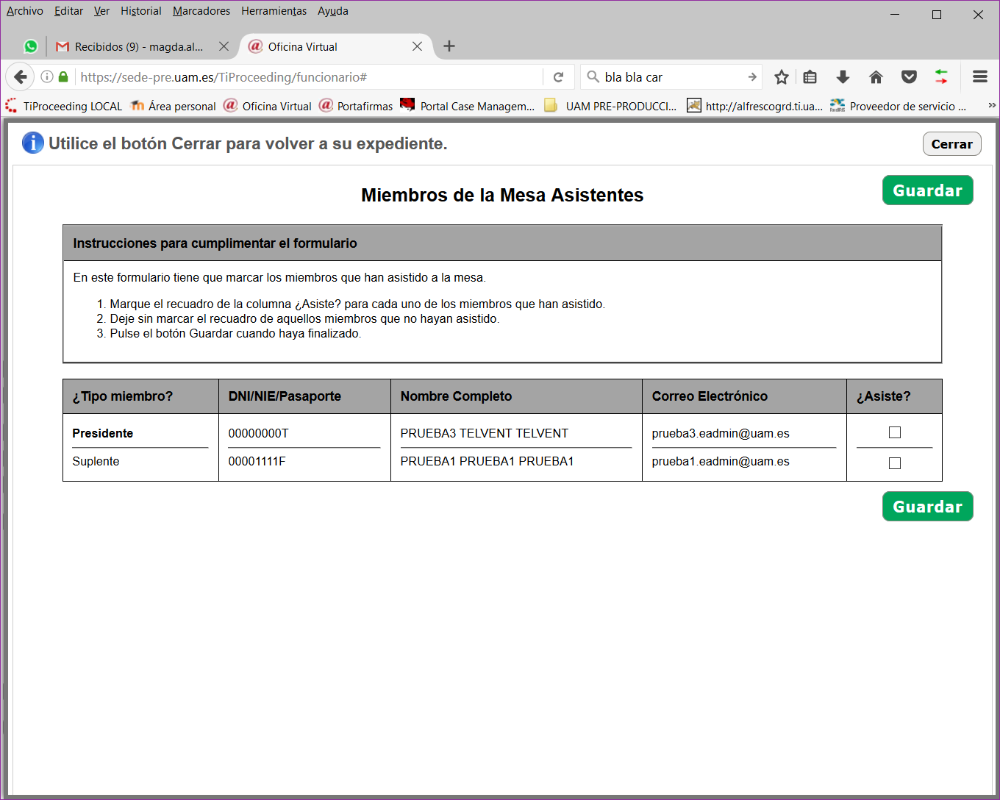 Archivo Editar Ver Historial Marcadores Herramientas Ayuda
Recibidos (9) - magda.al... Oficina Virtual
https://sede-pre.uam.es/TiProceeding/funcionario# bla bla car
TiProceeding LOCAL Área personal Oficina Virtual Portafirmas Portal Case Managem... UAM PRE-PRODUCCI... http://alfrescogrd.ti.ua... Proveedor de servicio ...
Utilice el botón Cerrar para volver a su expediente. Cerrar
Guardar
Miembros de la Mesa Asistentes
Instrucciones para cumplimentar el formulario
En este formulario tiene que marcar los miembros que han asistido a la mesa.
1. Marque el recuadro de la columna ¿Asiste? para cada uno de los miembros que han asistido.
2. Deje sin marcar el recuadro de aquellos miembros que no hayan asistido.
3. Pulse el botón Guardar cuando haya finalizado.
¿Tipo miembro? DNI/NIE/Pasaporte Nombre Completo Correo Electrónico ¿Asiste?
Presidente 00000000T PRUEBA3 TELVENT TELVENT prueba3.eadmin@uam.es
Suplente 00001111F PRUEBA1 PRUEBA1 PRUEBA1 prueba1.eadmin@uam.es
Guardar